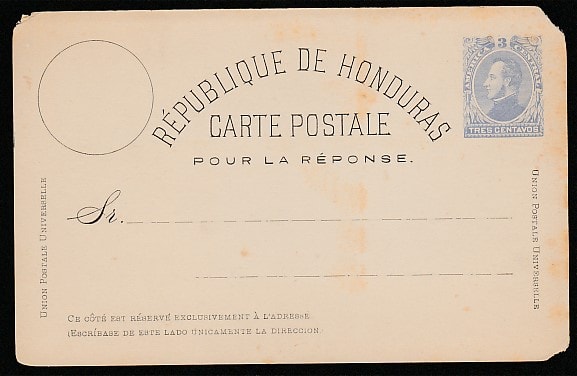 RÉPUBLIQUE DE HONDURAS
CARTE POSTALE
POUR LA RÉPONSE.
3
TRES CENTAVOS
Sr.
UNION POSTALE UNIVERSELLE
UNION POSTALE UNIVERSELLE
CE CÔTÉ EST RÉSERVÉ EXCLUSIVEMENT À L'ADRESSE.
(ESCRÍBASE DE ESTE LADO ÚNICAMENTE LA DIRECCION)